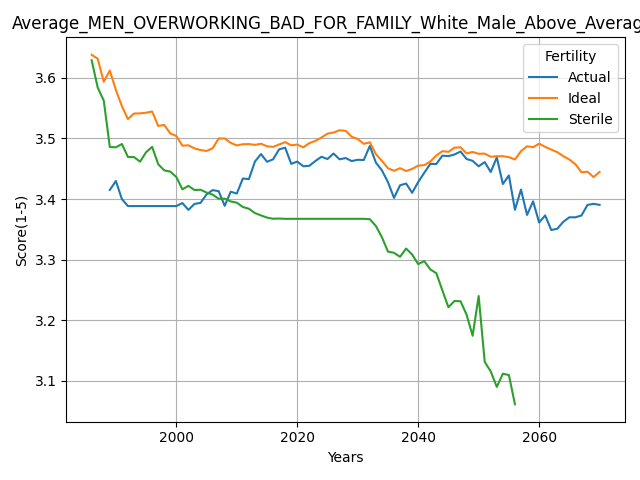 Average_MEN_OVERWORKING_BAD_FOR_FAMILY_White_Male_Above_Averag
Fertility
Actual
Ideal
Sterile
Score(1-5)
3.6
3.5
3.4
3.3
3.2
3.1
2000 2020 2040 2060
Years